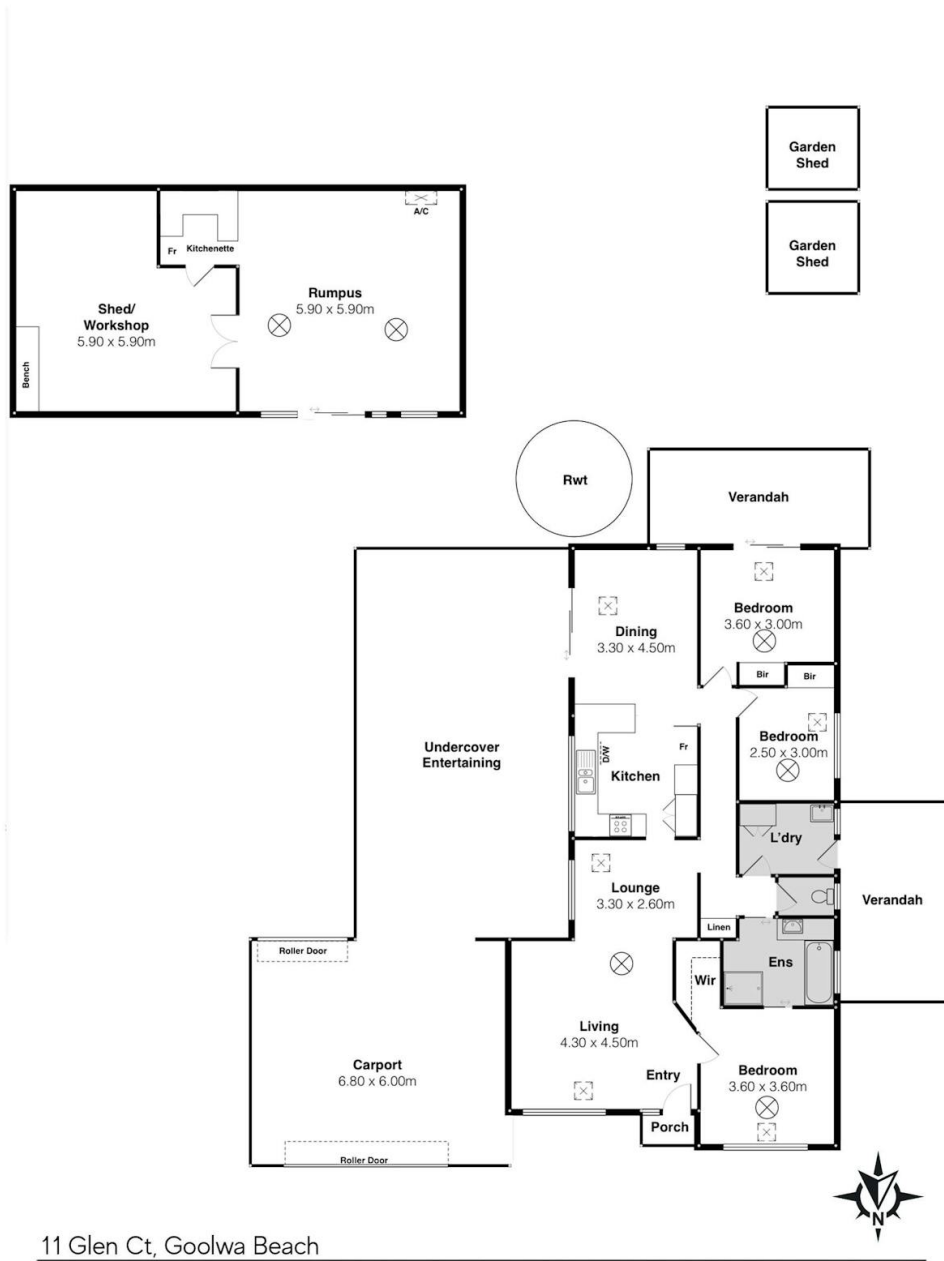 Garden
Shed
Garden
Shed
A/C
Fr
Kitchenette
Rumpus
5.90 x 5.90m
Shed/
Workshop
5.90 x 5.90m
Bench
Rwt
Verandah
Bedroom
3.60 x 3.00m
Dining
3.30 x 4.50m
Bir
Bir
Bedroom
2.50 x 3.00m
Undercover
Entertaining
D/W
Fr
Kitchen
L'dry
Lounge
3.30 x 2.60m
Verandah
Linen
Roller Door
Ens
Wir
Living
4.30 x 4.50m
Carport
6.80 x 6.00m
Entry
Bedroom
3.60 x 3.60m
Porch
Roller Door
N
11 Glen Ct, Goolwa Beach